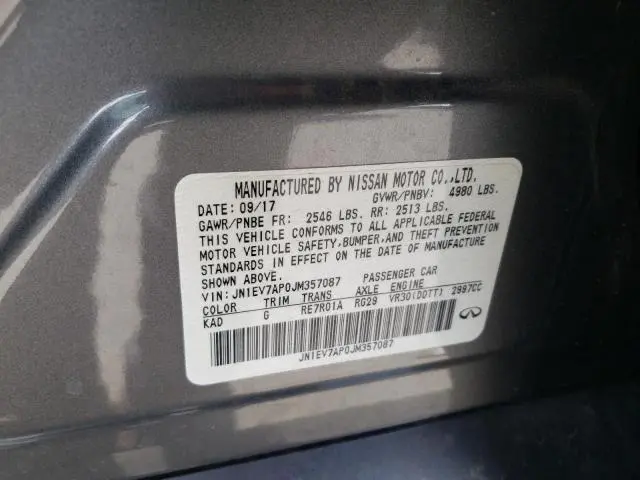 MANUFACTURED BY NISSAN MOTOR CO.,LTD.
DATE: 09/17 GVWR/PNBV: 4980 LBS.
GAWR/PNBE FR: 2546 LBS. RR: 2513 LBS.
THIS VEHICLE CONFORMS TO ALL APPLICABLE FEDERAL
MOTOR VEHICLE SAFETY, BUMPER, AND THEFT PREVENTION
STANDARDS IN EFFECT ON THE DATE OF MANUFACTURE
SHOWN ABOVE.
VIN: JN1EV7AP0JM357087 PASSENGER CAR
COLOR TRIM TRANS AXLE ENGINE
KAD G RE7R01A RG29 VR30(DDTT) 2997CC
JN1EV7AP0JM357087